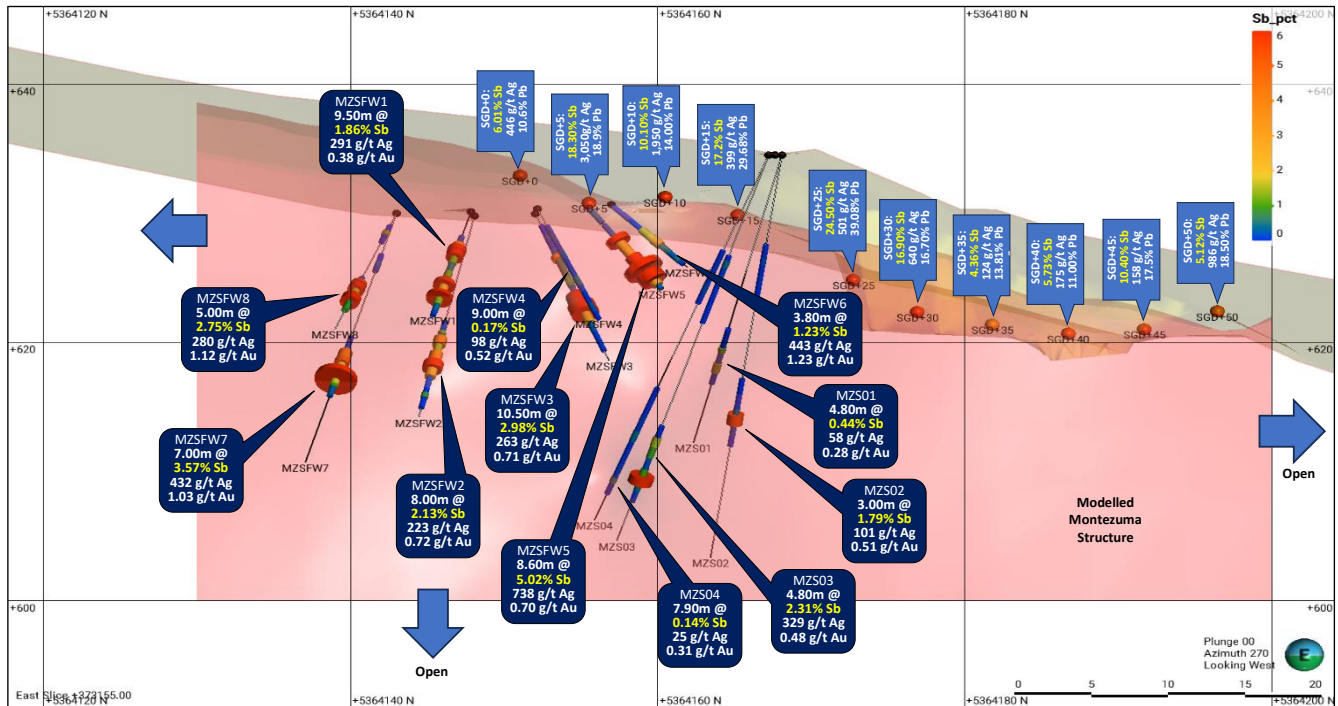 +5364120 N
+5364140 N
+5364160 N
+5364180 N
+5364200 N
Sb_pct
6
5
4
3
2
1
0
+640
+640
+620
+620
+600
+600
MZSFW1
9.50m @
1.86% Sb
291 g/t Ag
0.38 g/t Au
SGD+0:
6.01% Sb
446 g/t Ag
10.6% Pb
SGD+5:
18.30% Sb
3,050g/t Ag
18.9% Pb
SGD+10:
10.10% Sb
1,950 g/t Ag
14.00% Pb
SGD+15:
17.2% Sb
399 g/t Ag
29.68% Pb
SGD+25:
24.50% Sb
501 g/t Ag
39.08% Pb
SGD+30:
16.90% Sb
640 g/t Ag
16.70% Pb
SGD+35:
4.36% Sb
124 g/t Ag
13.81% Pb
SGD+40:
5.73% Sb
175 g/t Ag
11.00% Pb
SGD+45:
10.40% Sb
158 g/t Ag
17.5% Pb
SGD+50:
5.12% Sb
986 g/t Ag
18.50% Pb
SGD+0
SGD+5
SGD+10
SGD+15
SGD+25
SGD+30
SGD+35
SGD+40
SGD+45
SGD+50
MZSFW8
5.00m @
2.75% Sb
280 g/t Ag
1.12 g/t Au
MZSFW4
9.00m @
0.17% Sb
98 g/t Ag
0.52 g/t Au
MZSFW6
3.80m @
1.23% Sb
443 g/t Ag
1.23 g/t Au
MZSFW8
MZSFW1
MZSFW4
MZSFW5
MZSFW3
MZSFW2
MZSFW7
MZS01
MZS04
MZS03
MZS02
MZSFW7
7.00m @
3.57% Sb
432 g/t Ag
1.03 g/t Au
MZSFW2
8.00m @
2.13% Sb
223 g/t Ag
0.72 g/t Au
MZSFW3
10.50m @
2.98% Sb
263 g/t Ag
0.71 g/t Au
MZSFW5
8.60m @
5.02% Sb
738 g/t Ag
0.70 g/t Au
MZS04
7.90m @
0.14% Sb
25 g/t Ag
0.31 g/t Au
MZS03
4.80m @
2.31% Sb
329 g/t Ag
0.48 g/t Au
MZS01
4.80m @
0.44% Sb
58 g/t Ag
0.28 g/t Au
MZS02
3.00m @
1.79% Sb
101 g/t Ag
0.51 g/t Au
Modelled
Montezuma
Structure
Open
Open
Plunge 00
Azimuth 270
Looking West
E
0 5 10 15 20
East Slice +373155.00
+5364120 N
+5364140 N
+5364160 N
+5364180 N
+5364200 N